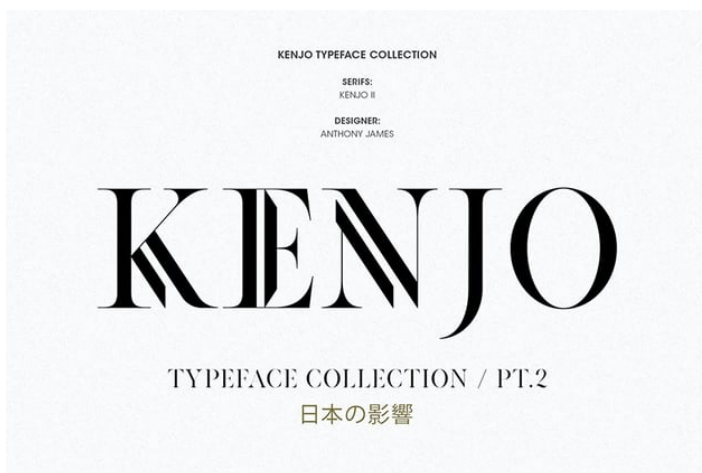 KENJO TYPEFACE COLLECTION
SERIFS:
KENJO II
DESIGNER:
ANTHONY JAMES
KENJO
TYPEFACE COLLECTION / PT.2
日本の影響